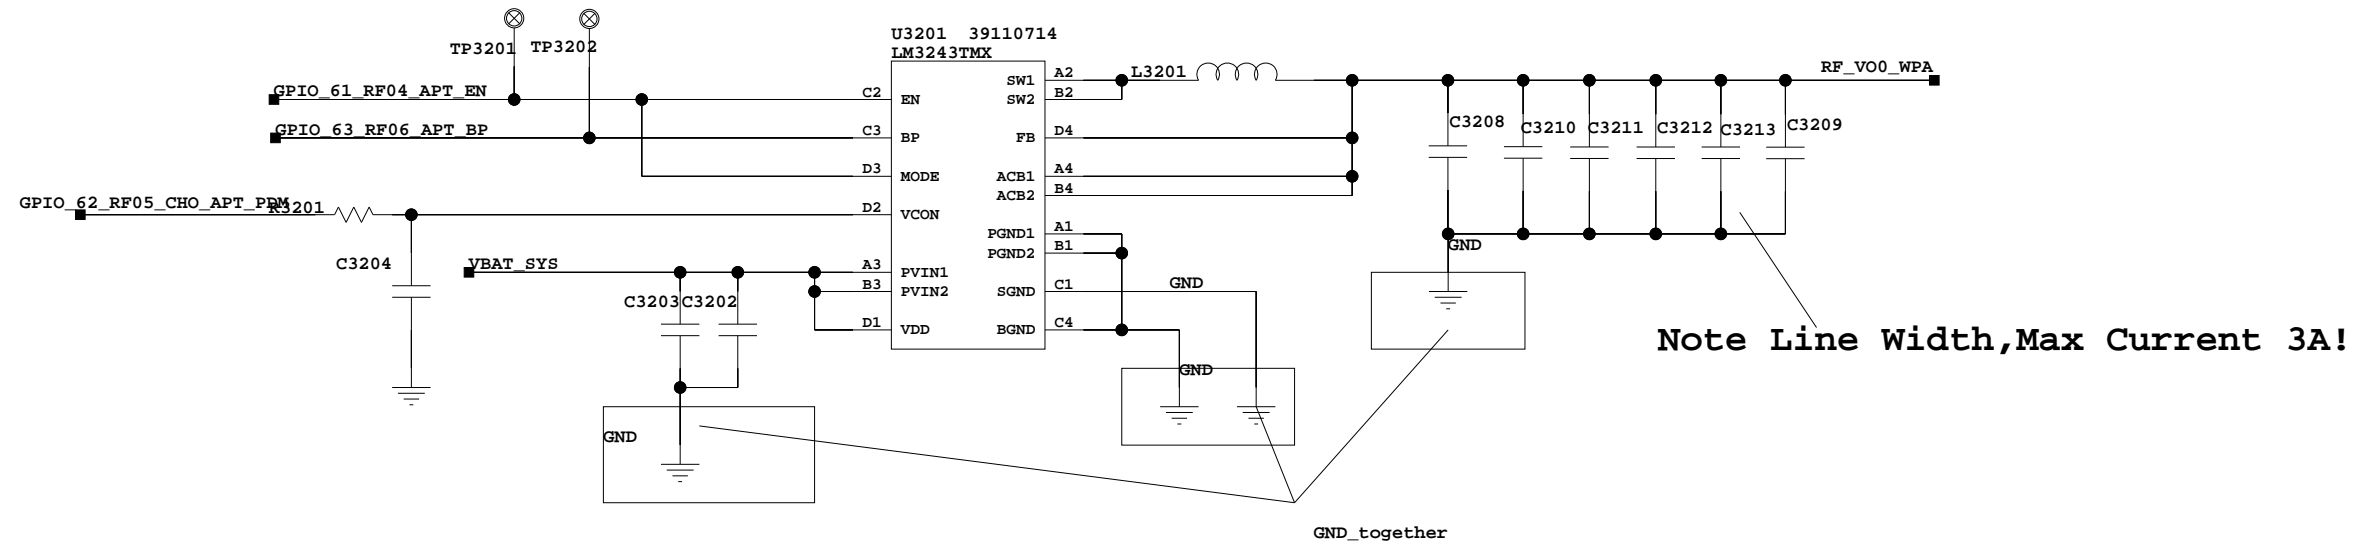 U3201 39110714
LM3243TMX
TP3201
TP3202
GPIO_61_RF04_APT_EN
GPIO_63_RF06_APT_BP
GPIO_62_RF05_CHO_APT_PDM
R3201
C3204
VBAT_SYS
C3203
C3202
GND
C2
C3
D3
D2
A3
B3
D1
EN
BP
MODE
VCON
PVIN1
PVIN2
VDD
SW1
SW2
FB
ACB1
ACB2
PGND1
PGND2
SGND
BGND
A2
B2
D4
A4
B4
A1
B1
C1
C4
L3201
GND
GND
RF_VO0_WPA
C3208
C3210
C3211
C3212
C3213
C3209
GND
Note Line Width,Max Current 3A!
GND_together